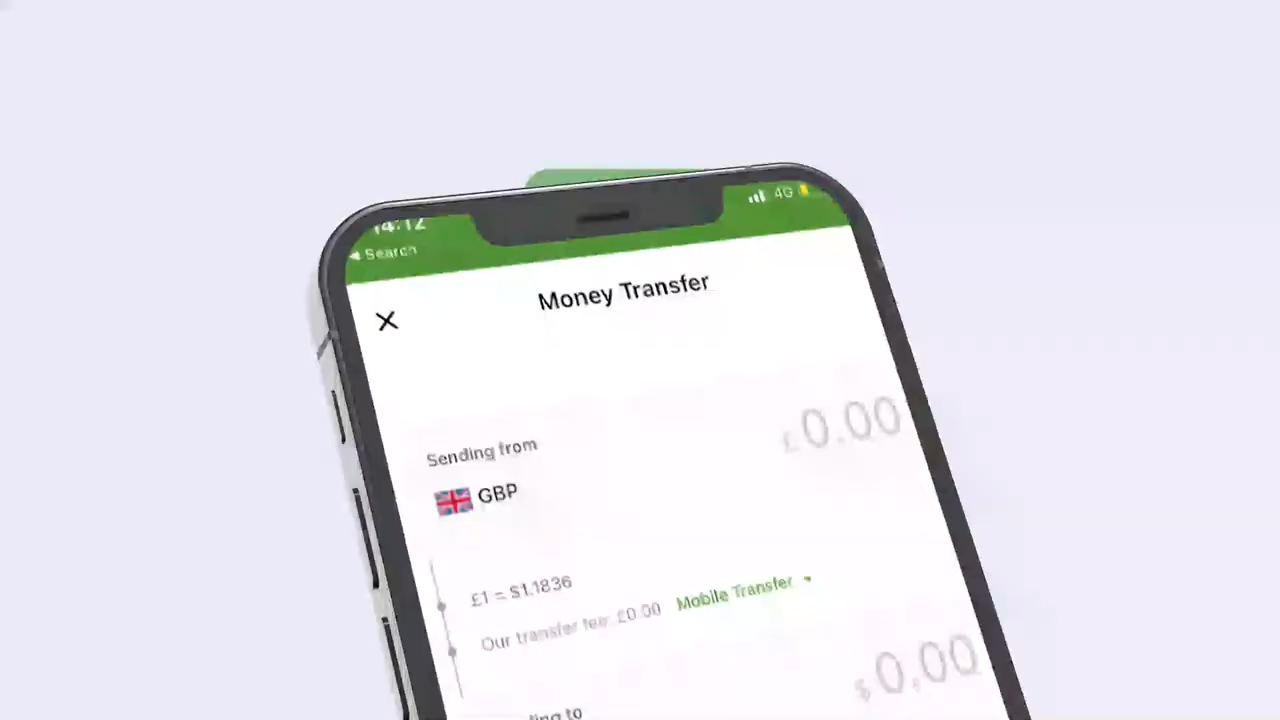 14:12
4G
Search
Money Transfer
Sending from
£0.00
GBP
£1 = $1.1836
Our transfer fee: £0.00 Mobile Transfer
$0.00
to